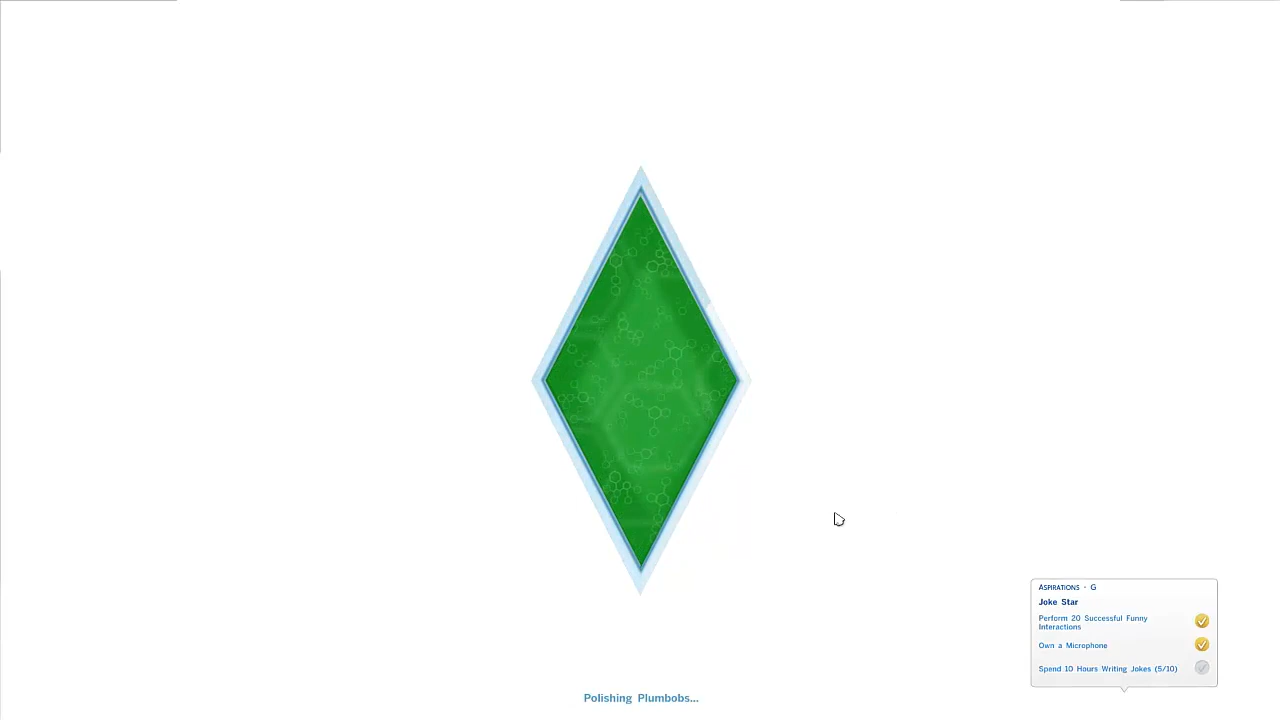 ASPIRATIONS - G
Joke Star
Perform 20 Successful Funny
Interactions
Own a Microphone
Spend 10 Hours Writing Jokes (5/10)
Polishing Plumbobs...